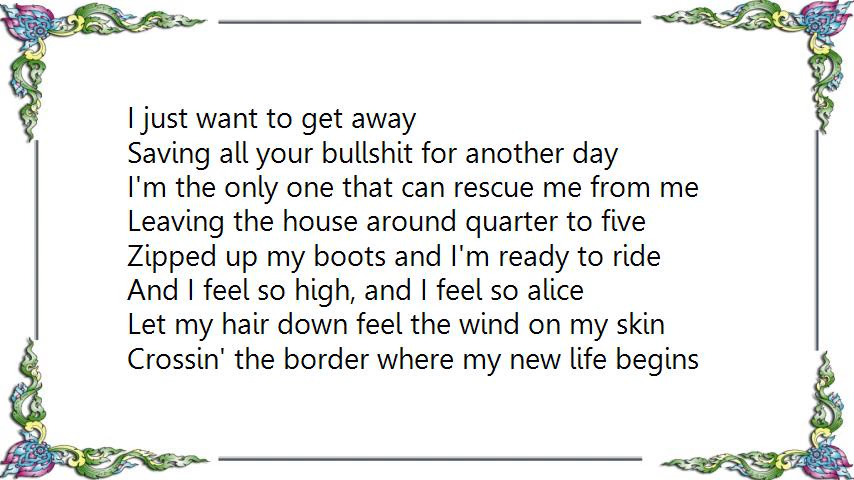 I just want to get away
Saving all your bullshit for another day
I'm the only one that can rescue me from me
Leaving the house around quarter to five
Zipped up my boots and I'm ready to ride
And I feel so high, and I feel so alice
Let my hair down feel the wind on my skin
Crossin' the border where my new life begins